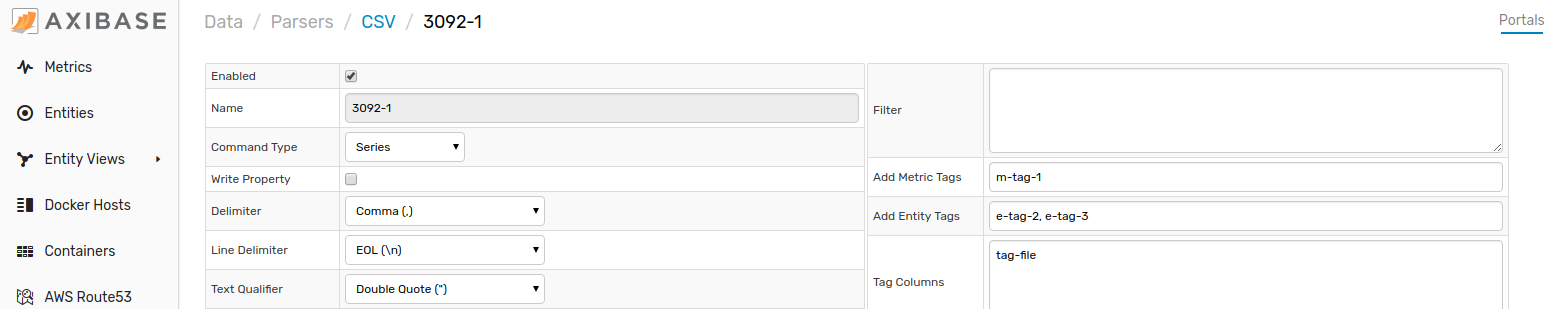 AXIBASE
Data / Parsers / CSV / 3092-1
Portals
Metrics
Entities
Entity Views
Docker Hosts
Containers
AWS Route53
Enabled
Name 3092-1
Command Type Series
Write Property
Delimiter Comma (,)
Line Delimiter EOL (\n)
Text Qualifier Double Quote (")
Filter
Add Metric Tags m-tag-1
Add Entity Tags e-tag-2, e-tag-3
Tag Columns tag-file